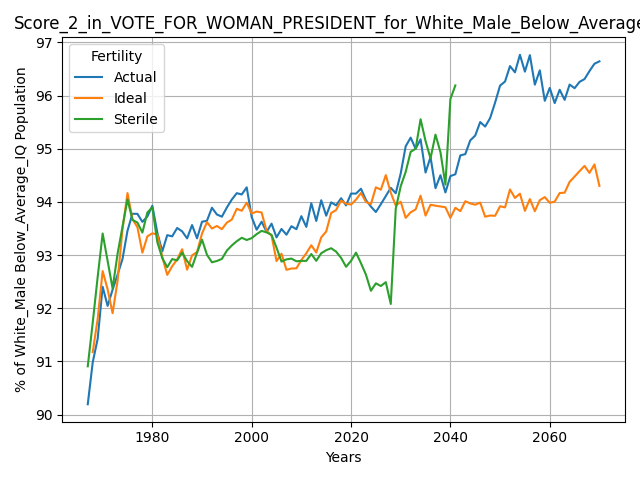 Score_2_in_VOTE_FOR_WOMAN_PRESIDENT_for_White_Male_Below_Average
Fertility
Actual
Ideal
Sterile
% of White_Male Below_Average_IQ Population
97
96
95
94
93
92
91
90
1980
2000
2020
2040
2060
Years